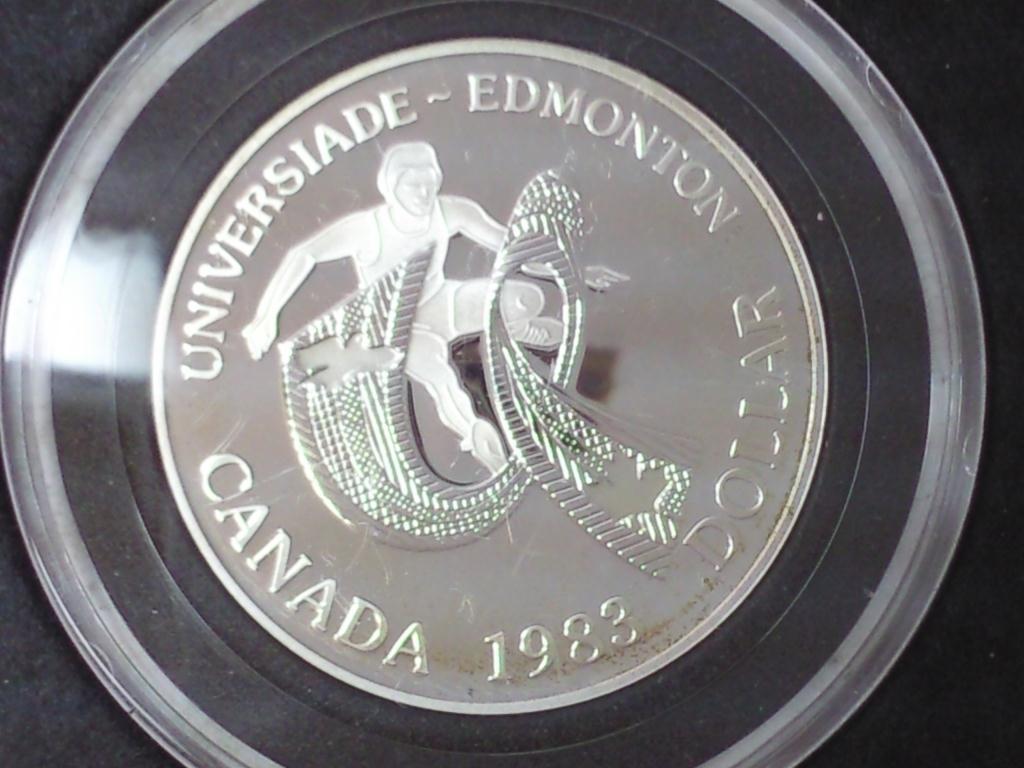 UNIVERSIADE ~ EDMONTON
CANADA 1983 DOLLAR